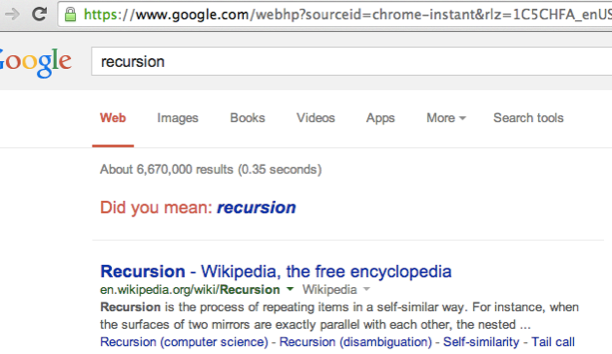 https://www.google.com/webhp?sourceid=chrome-instant&rlz=1C5CHFA_enUS
Google recursion
Web Images Books Videos Apps More Search tools
About 6,670,000 results (0.35 seconds)
Did you mean: recursion
Recursion - Wikipedia, the free encyclopedia
en.wikipedia.org/wiki/Recursion Wikipedia
Recursion is the process of repeating items in a self-similar way. For instance, when
the surfaces of two mirrors are exactly parallel with each other, the nested ...
Recursion (computer science) - Recursion (disambiguation) - Self-similarity - Tail call